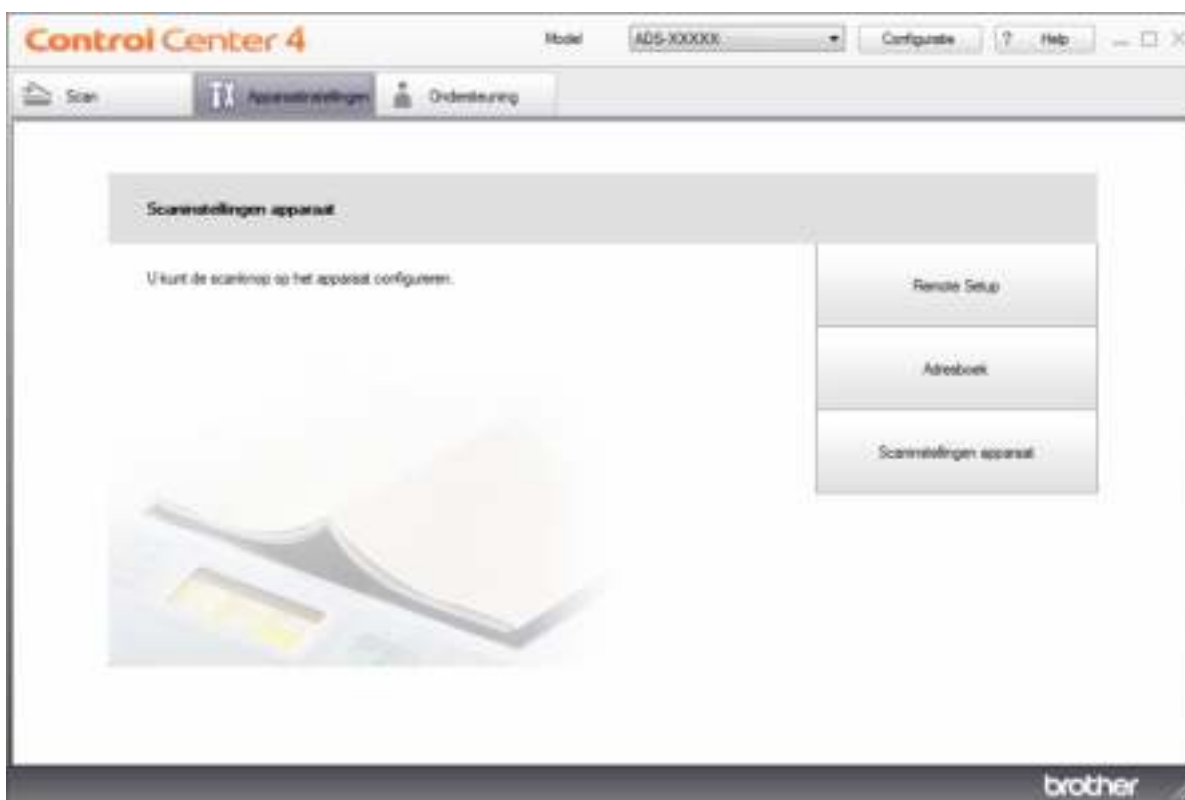 Control Center 4
Model
ADS-XXXXX
Configuratie
? Help
Scan
Apparaatinstellingen
Ondersteuning
Scaninstellingen apparaat
U kunt de scanknop op het apparaat configureren.
Remote Setup
Adresboek
Scaninstellingen apparaat
brother